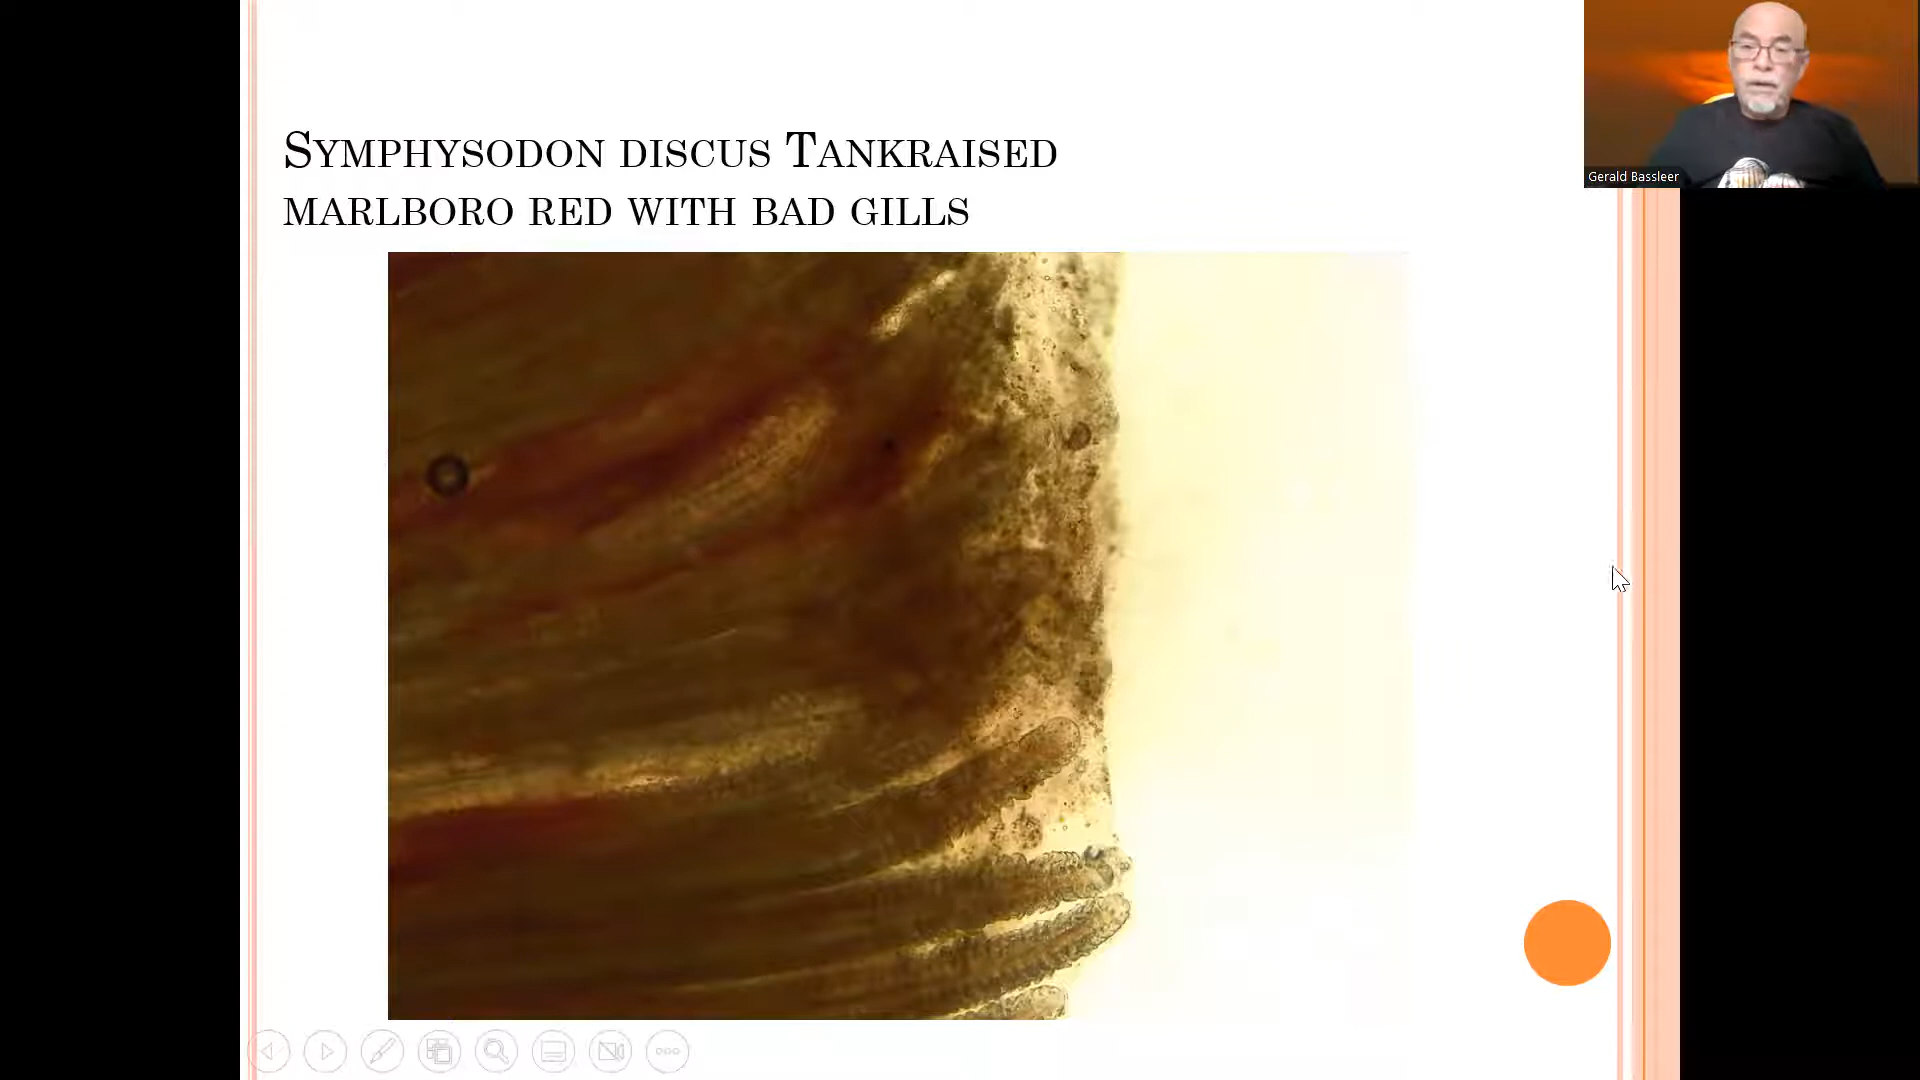 Symphysodon discus Tankraised
marlboro red with bad gills
Gerald Bassleer